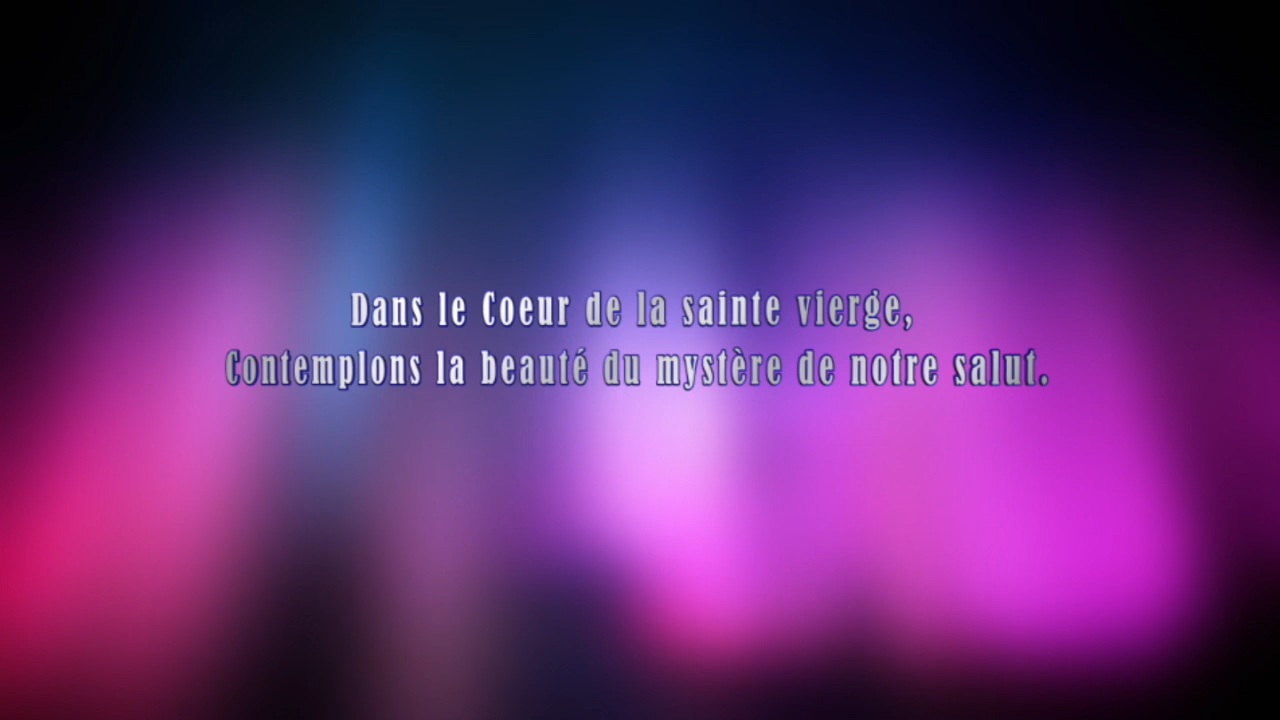 Dans le Coeur de la sainte vierge,
Contemplons la beauté du mystère de notre salut.